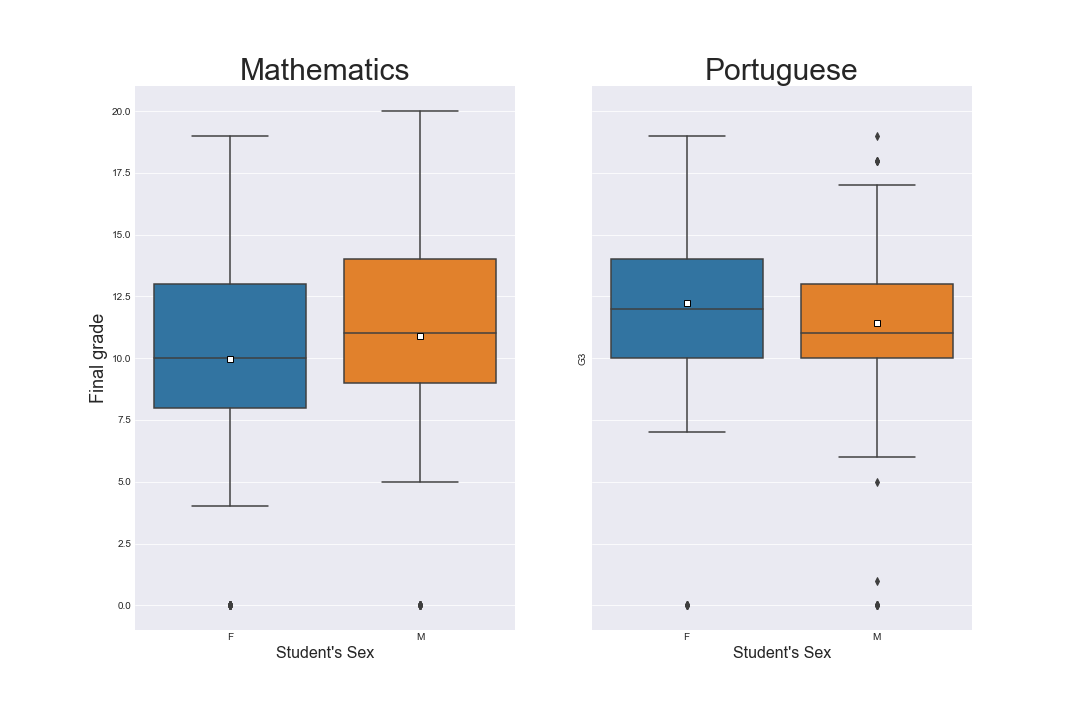 Mathematics
Portuguese
Final grade
20.0
17.5
15.0
12.5
10.0
7.5
5.0
2.5
0.0
F
M
Student's Sex
G3
F
M
Student's Sex